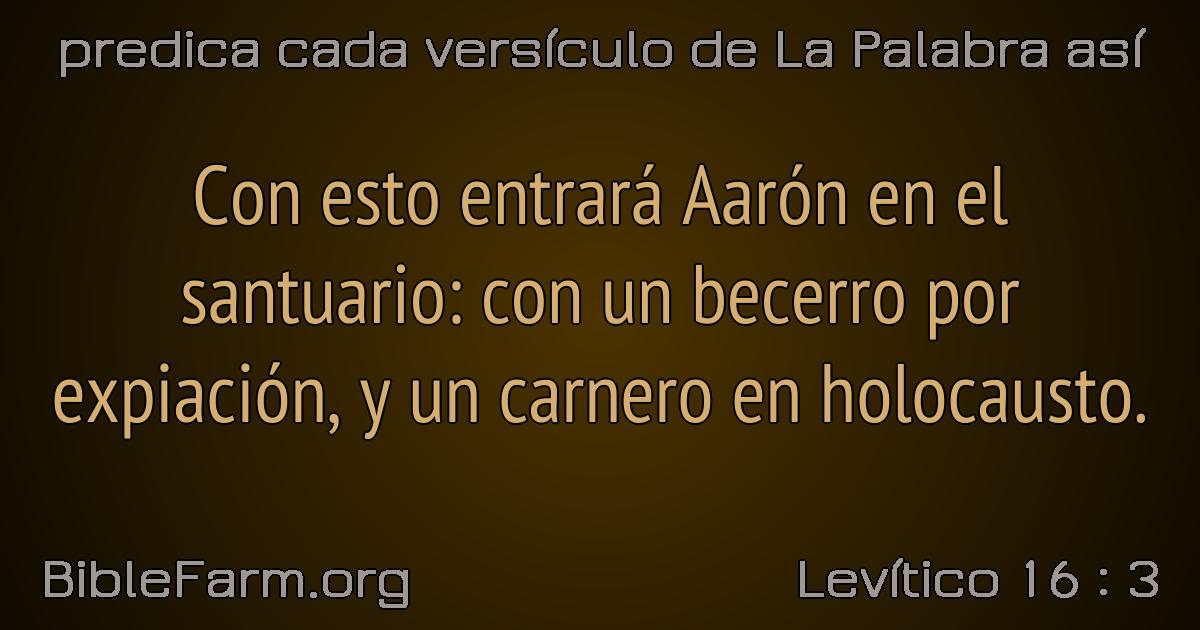 predica cada versículo de La Palabra así
Con esto entrará Aarón en el
santuario: con un becerro por
expiación, y un carnero en holocausto.
BibleFarm.org
Levítico 16 : 3